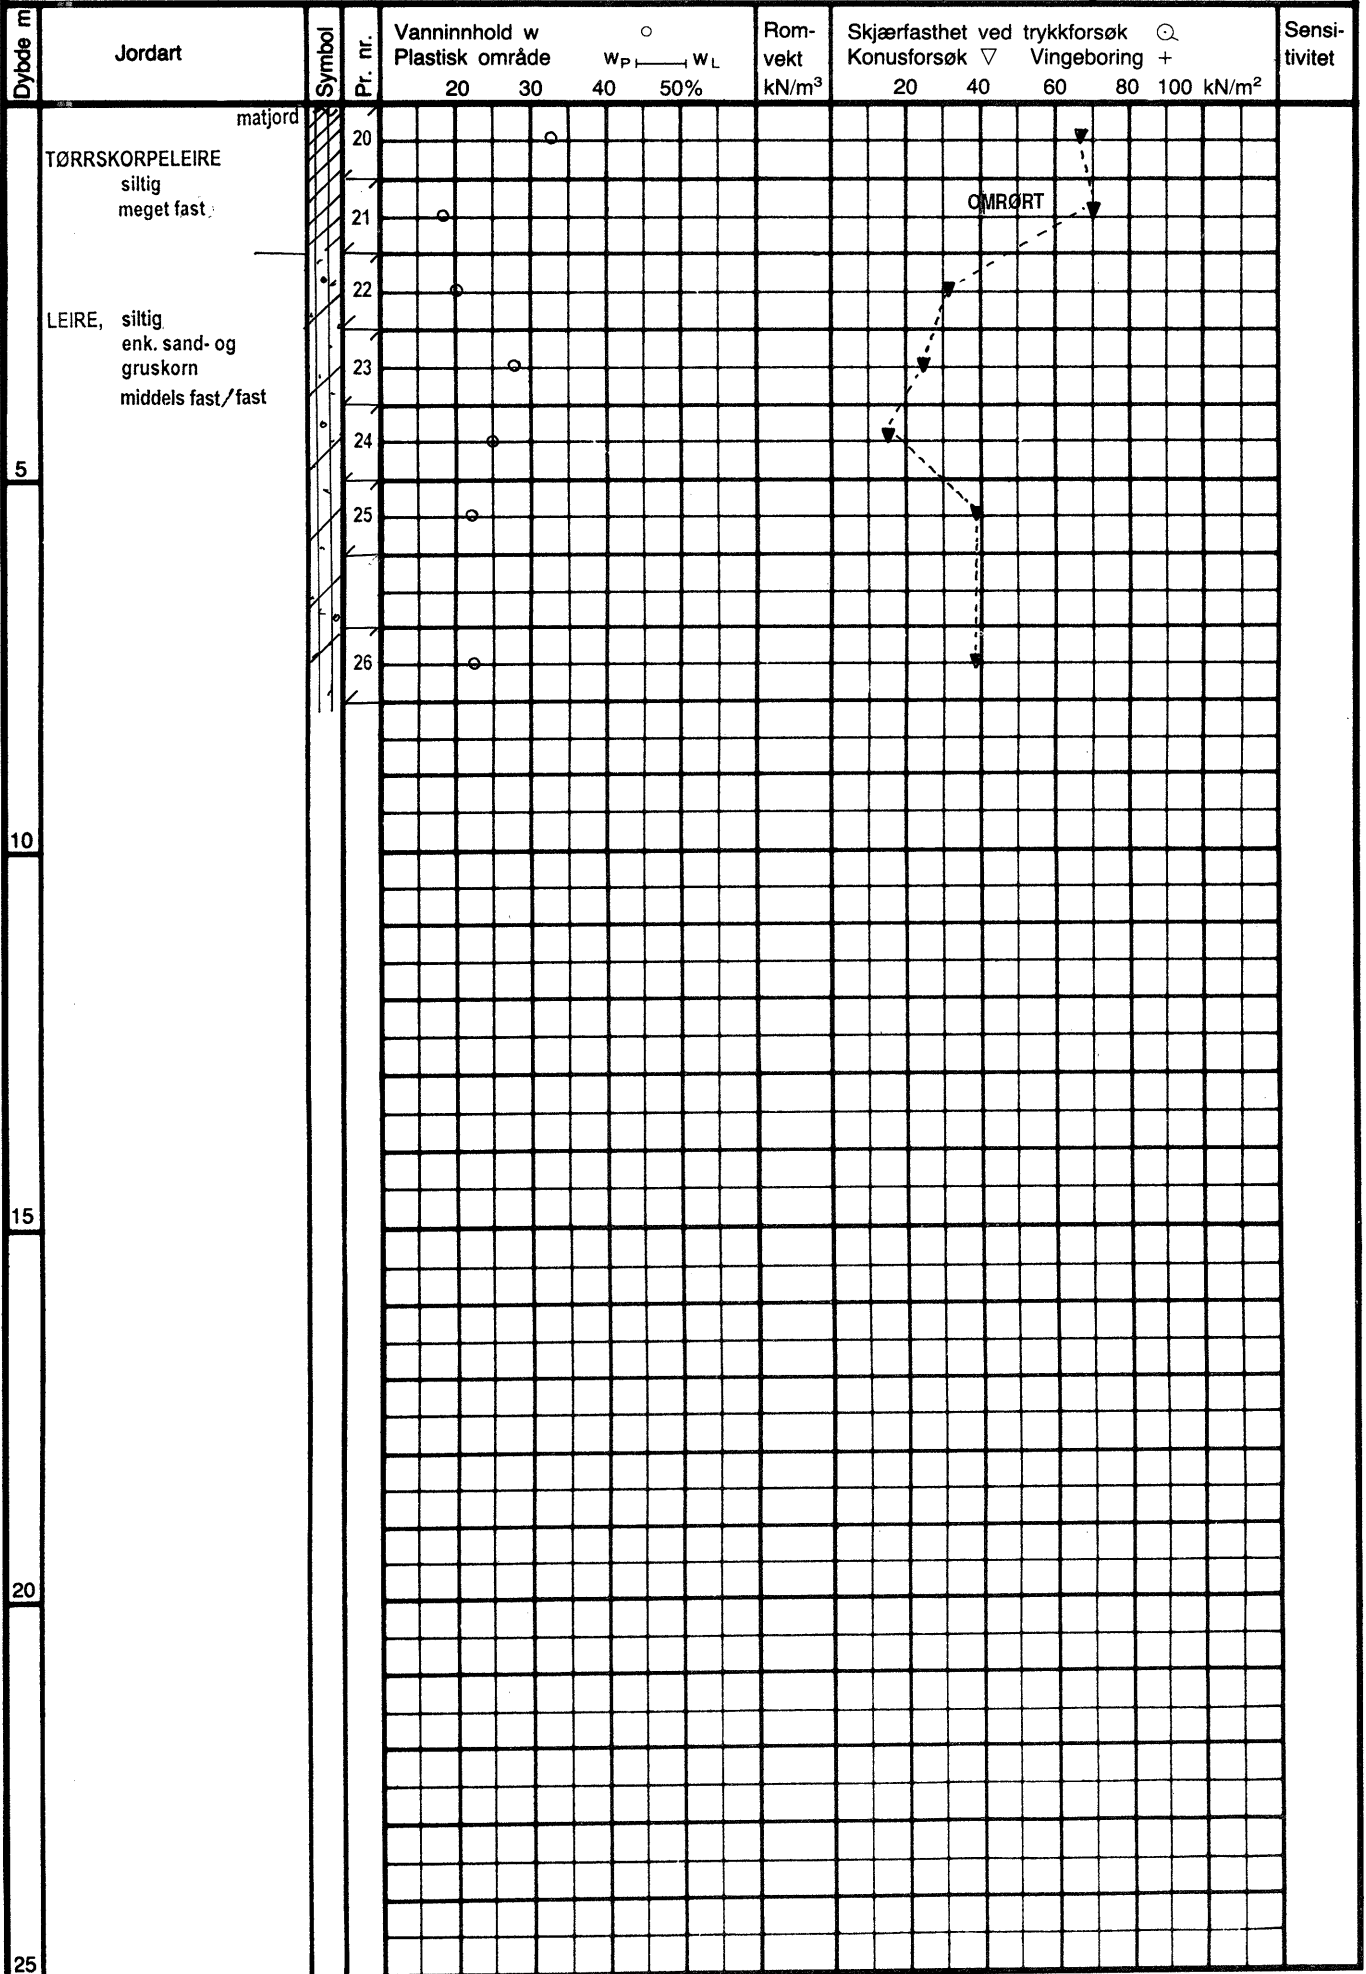 Dybde m
Jordart
Symbol
Pr. nr.
Vanninnhold w
Plastisk område wP wL
20 30 40 50%
Rom-
vekt
kN/m³
Skjærfasthet ved trykkforsøk
Konusforsøk ▽ Vingeboring +
20 40 60 80 100 kN/m²
Sensi-
tivitet
matjord
TØRRSKORPELEIRE
siltig
meget fast
LEIRE, siltig
enk. sand- og
gruskorn
middels fast/fast
20
21
22
23
24
25
26
OMRØRT
5
10
15
20
25